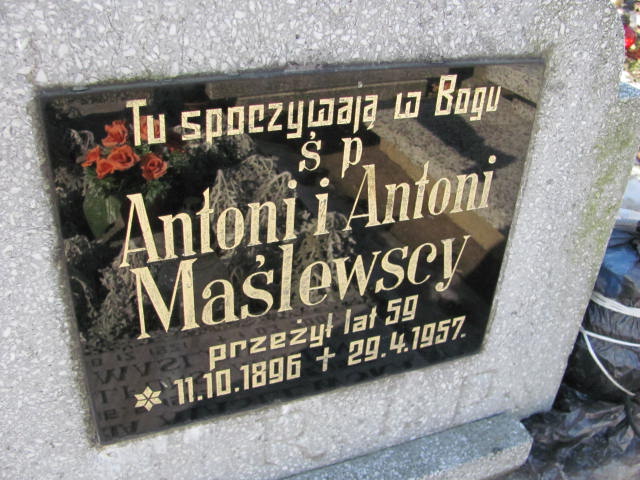 Tu spoczywają w Bogu
ś p
Antoni i Antoni
Maślewscy
przeżył lat 59
11.10.1896 + 29.4.1957.